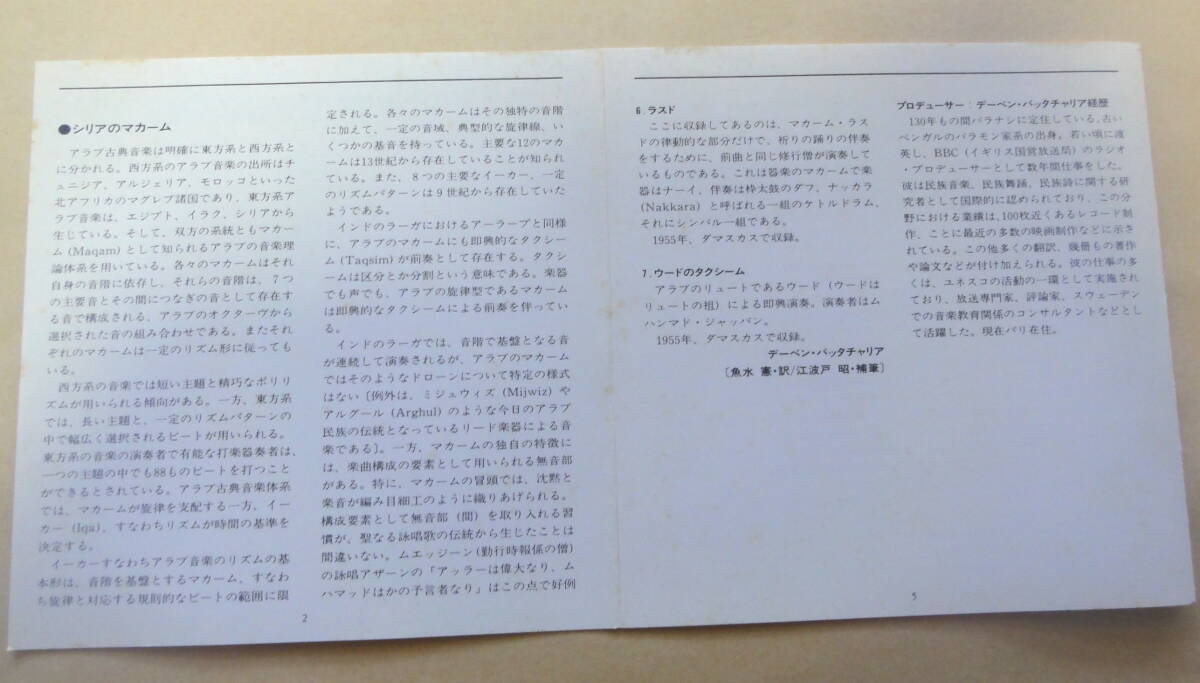 ●シリアのマカーム
アラブ古典音楽は明確に東方系と西方系と
に分かれる。西方系のアラブ音楽の出所はチ
ュニジア、アルジェリア、モロッコといった
北アフリカのマグレブ諸国であり、東方系ア
ラブ音楽は、エジプト、イラク、シリアから
生じている。そして、双方の系統ともマカー
ム (Maqam) として知られるアラブの音楽理
論体系を用いている。各々のマカームはそれ
自身の音階に依存し、それらの音階は、７つ
の主要音とその間につなぎの音として存在す
る音で構成される、アラブのオクターヴから
選択された音の組み合わせである。またそれ
ぞれのマカームは一定のリズム形に従っても
いる。
西方系の音楽では短い主題と精巧なポリリ
ズムが用いられる傾向がある。一方、東方系
では、長い主題と、一定のリズムパターンの
中で幅広く選択されるビートが用いられる。
東方系の音楽の演奏者で有能な打楽器奏者は、
一つの主題の中でも88ものビートを打つこと
ができるとされている。アラブ古典音楽体系
では、マカームが旋律を支配する一方、イー
カー (Iqa)、すなわちリズムが時間の基準を
決定する。
イーカーすなわちアラブ音楽のリズムの基
本形は、音階を基盤とするマカーム、すなわ
ち旋律と対応する規則的なビートの範囲に限
定される。各々のマカームはその独特の音階
に加えて、一定の音域、典型的な旋律線、い
くつかの基音を持っている。主要な12のマカ
ームは13世紀から存在していることが知られ
ている。また、８つの主要なイーカー、一定
のリズムパターンは９世紀から存在していた
ようである。
インドのラーガにおけるアーラープと同様
に、アラブのマカームにも即興的なタクシー
ム (Taqsim) が前奏として存在する。タクシ
ームは区分とか分割という意味である。楽器
でも声でも、アラブの旋律型であるマカーム
は即興的なタクシームによる前奏を伴ってい
る。
インドのラーガでは、音階で基盤となる音
が連続して演奏されるが、アラブのマカーム
ではそのようなドローンについて特定の様式
はない〔例外は、ミジュウィズ (Mijwiz) や
アルグール (Arghul) のような今日のアラブ
民族の伝統となっているリード楽器による音
楽である〕。一方、マカームの独自の特徴に
は、楽曲構成の要素として用いられる無音部
がある。特に、マカームの冒頭では、沈黙と
楽音が編み目細工のように織りあげられる。
構成要素として無音部（間）を取り入れる習
慣が、聖なる詠唱歌の伝統から生じたことは
間違いない。ムエッジーン（勤行時報係の僧）
の詠唱アザーンの「アッラーは偉大なり、ム
ハマッドはかの予言者なり」はこの点で好例
2
6．ラスド
ここに収録してあるのは、マカーム・ラス
ドの律動的な部分だけで、祈りの踊りの伴奏
をするために、前曲と同じ修行僧が演奏して
いるものである。これは器楽のマカームで楽
器はナーイ、伴奏は枠太鼓のダフ、ナッカラ
(Nakkara) と呼ばれる一組のケトルドラム、
それにシンバル一組である。
1955年、ダマスカスで収録。
7．ウードのタクシーム
アラブのリュートであるウード（ウードは
リュートの祖）による即興演奏。演奏者はム
ハンマド・ジャッバン。
1955年、ダマスカスで収録。
デーベン・バッタチャリア
〔魚水 憲・訳/江波戸 昭・補筆〕
プロデューサー：デーベン・バッタチャリア経歴
130年もの間バラナシに定住している、古い
ベンガルのバラモン家系の出身。若い頃に渡
英し、BBC（イギリス国営放送局）のラジオ
・プロデューサーとして数年間仕事をした。
彼は民族音楽、民族舞踊、民族詩に関する研
究者として国際的に認められており、この分
野における業績は、100枚近くあるレコード制
作、ことに最近の多数の映画制作などに示さ
れている。この他多くの翻訳、幾冊もの著作
や論文などが付け加えられる。彼の仕事の多
くは、ユネスコの活動の一環として実施され
ており、放送専門家、評論家、スウェーデン
での音楽教育関係のコンサルタントなどとし
て活躍した。現在パリ在住。
5